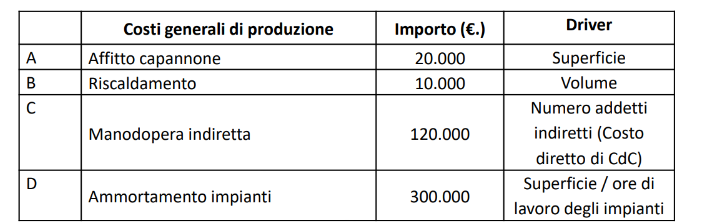 Costi generali di produzione Importo (€.) Driver
A Affitto capannone 20.000 Superficie
B Riscaldamento 10.000 Volume
C Manodopera indiretta 120.000 Numero addetti
indiretti (Costo
diretto di CdC)
D Ammortamento impianti 300.000 Superficie / ore di
lavoro degli impianti